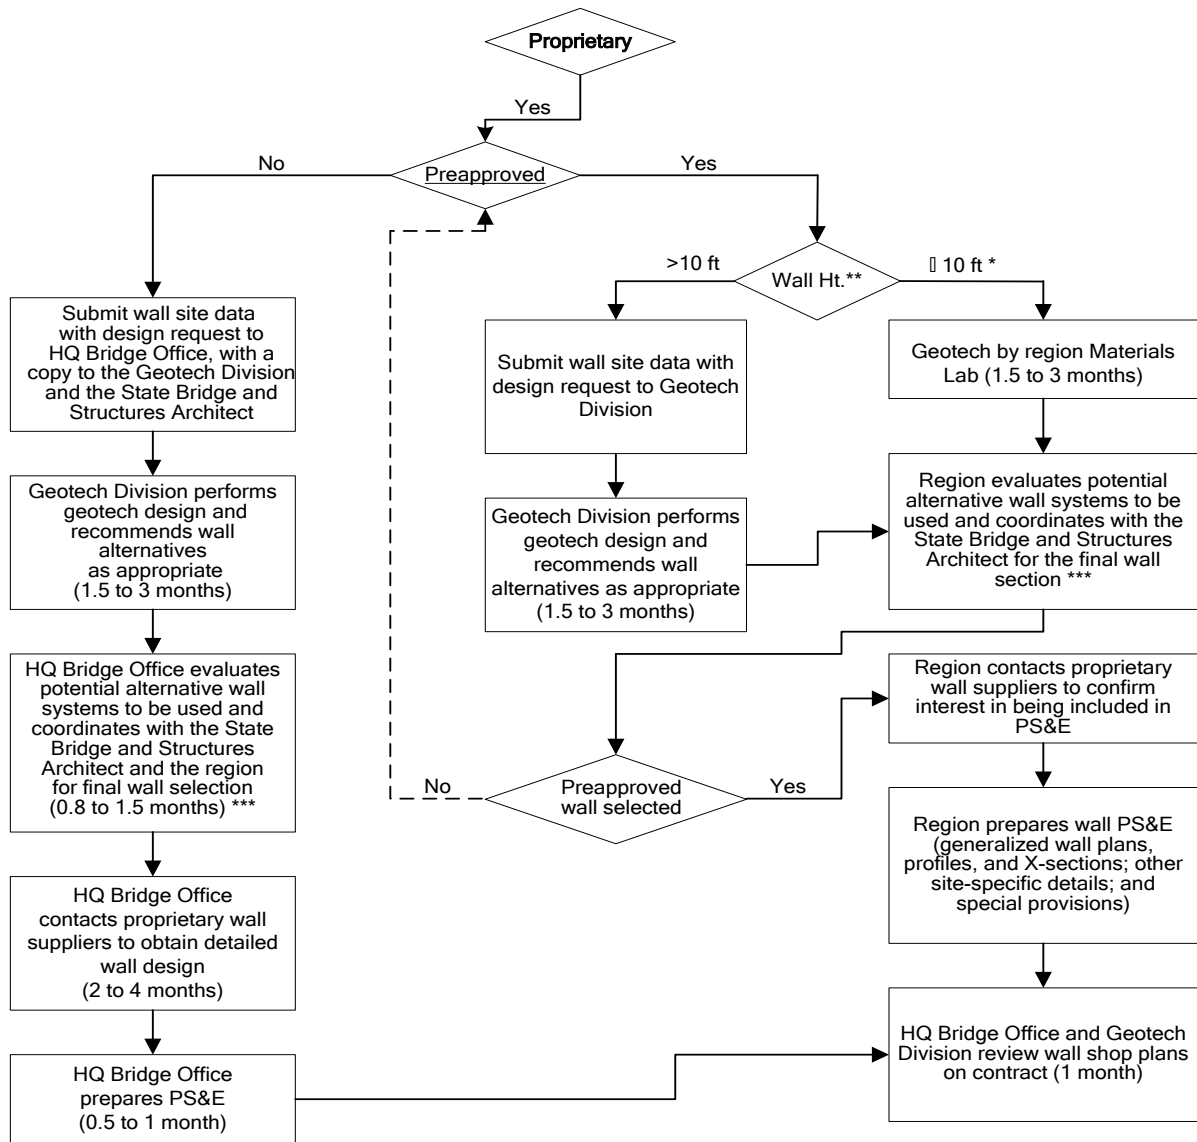 Proprietary
Yes
Preapproved
No
Yes
Wall Ht.**
>10 ft
10 ft *
Submit wall site data
with design request to
HQ Bridge Office, with a
copy to the Geotech Division
and the State Bridge and
Structures Architect
Submit wall site data with
design request to Geotech
Division
Geotech by region Materials
Lab (1.5 to 3 months)
Geotech Division performs
geotech design and
recommends wall
alternatives
as appropriate
(1.5 to 3 months)
Geotech Division performs
geotech design and
recommends wall
alternatives as appropriate
(1.5 to 3 months)
Region evaluates potential
alternative wall systems to be
used and coordinates with the
State Bridge and Structures
Architect for the final wall
section ***
HQ Bridge Office evaluates
potential alternative wall
systems to be used and
coordinates with the State
Bridge and Structures
Architect and the region
for final wall selection
(0.8 to 1.5 months) ***
Region contacts proprietary
wall suppliers to confirm
interest in being included in
PS&E
No
Preapproved
wall selected
Yes
Region prepares wall PS&E
(generalized wall plans,
profiles, and X-sections; other
site-specific details; and
special provisions)
HQ Bridge Office
contacts proprietary wall
suppliers to obtain detailed
wall design
(2 to 4 months)
HQ Bridge Office and Geotech
Division review wall shop plans
on contract (1 month)
HQ Bridge Office
prepares PS&E
(0.5 to 1 month)